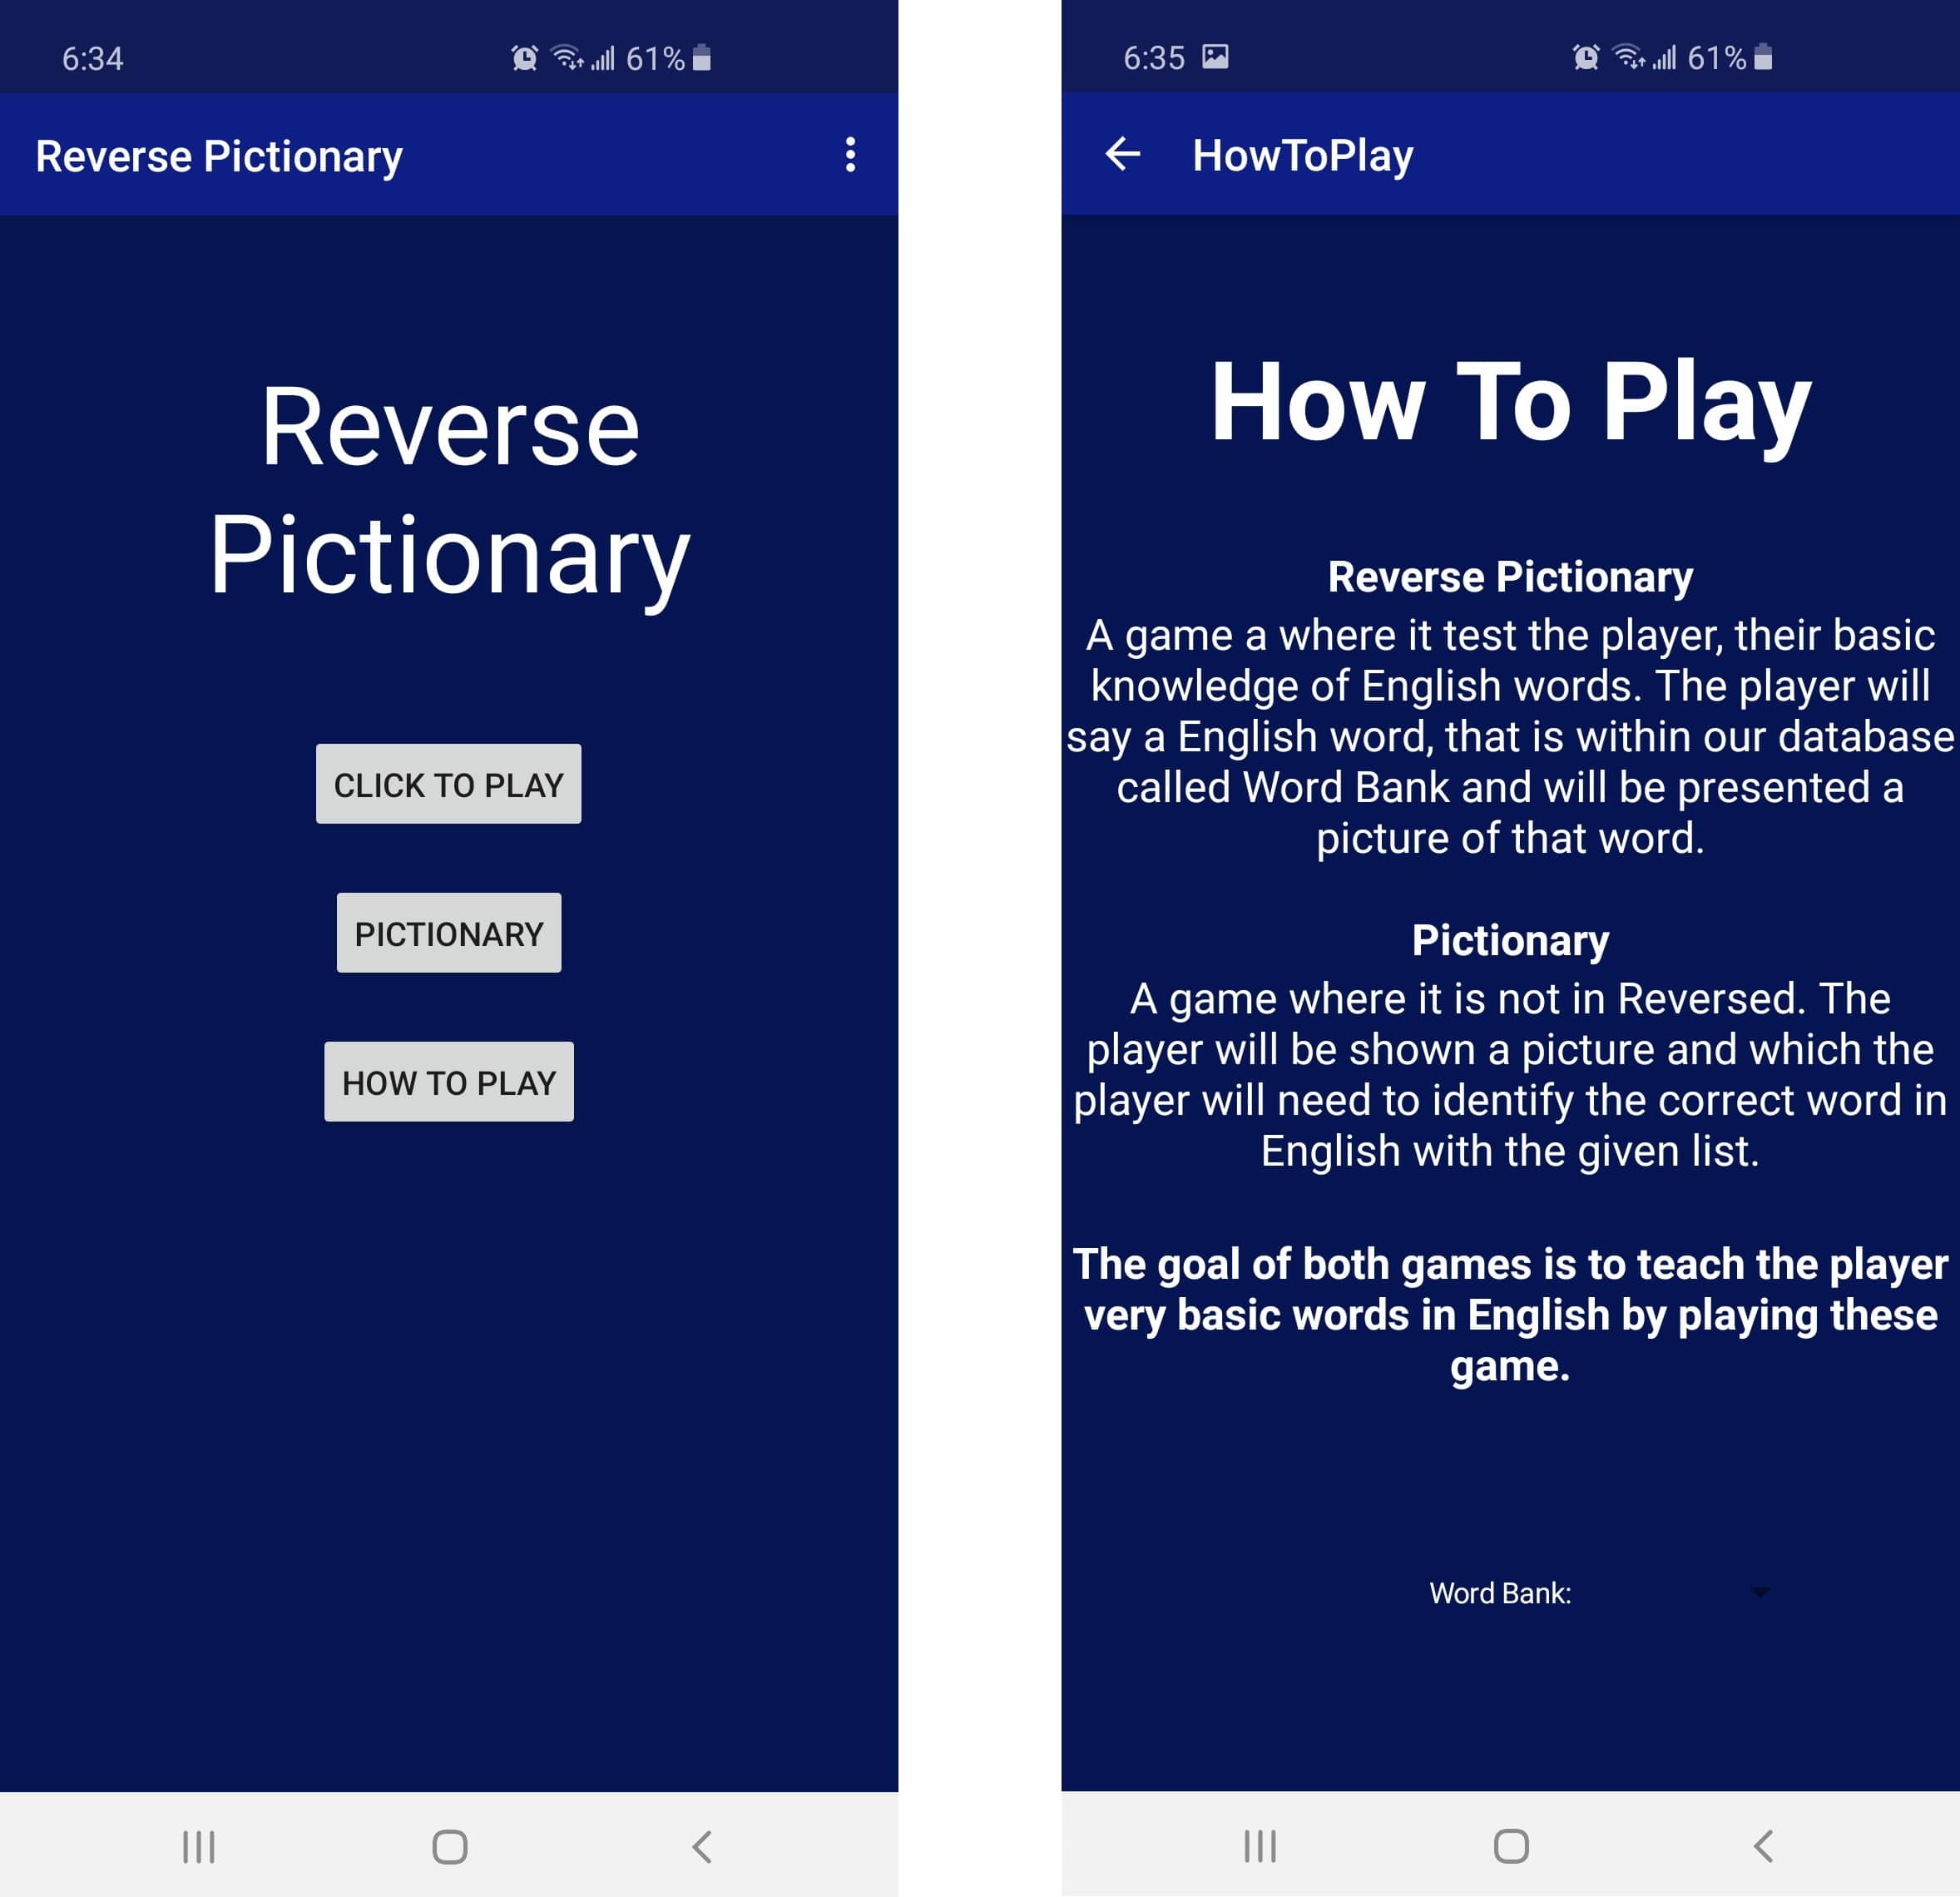 6:34
61%
Reverse Pictionary
Reverse
Pictionary
CLICK TO PLAY
PICTIONARY
HOW TO PLAY
6:35
61%
HowToPlay
How To Play
Reverse Pictionary
A game a where it test the player, their basic
knowledge of English words. The player will
say a English word, that is within our database
called Word Bank and will be presented a
picture of that word.
Pictionary
A game where it is not in Reversed. The
player will be shown a picture and which the
player will need to identify the correct word in
English with the given list.
The goal of both games is to teach the player
very basic words in English by playing these
game.
Word Bank: